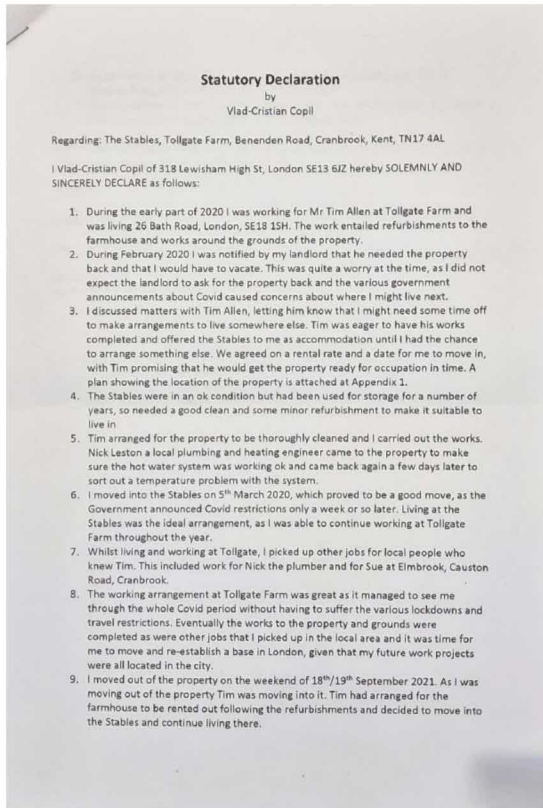 Statutory Declaration
by
Vlad-Cristian Copil
Regarding: The Stables, Tollgate Farm, Benenden Road, Cranbrook, Kent, TN17 4AL
I Vlad-Cristian Copil of 318 Lewisham High St, London SE13 6JZ hereby SOLEMNLY AND
SINCERELY DECLARE as follows:
1. During the early part of 2020 I was working for Mr Tim Allen at Tollgate Farm and
was living 26 Bath Road, London, SE18 1SH. The work entailed refurbishments to the
farmhouse and works around the grounds of the property.
2. During February 2020 I was notified by my landlord that he needed the property
back and that I would have to vacate. This was quite a worry at the time, as I did not
expect the landlord to ask for the property back and the various government
announcements about Covid caused concerns about where I might live next.
3. I discussed matters with Tim Allen, letting him know that I might need some time off
to make arrangements to live somewhere else. Tim was eager to have his works
completed and offered the Stables to me as accommodation until I had the chance
to arrange something else. We agreed on a rental rate and a date for me to move in,
with Tim promising that he would get the property ready for occupation in time. A
plan showing the location of the property is attached at Appendix 1.
4. The Stables were in an ok condition but had been used for storage for a number of
years, so needed a good clean and some minor refurbishment to make it suitable to
live in
5. Tim arranged for the property to be thoroughly cleaned and I carried out the works.
Nick Leston a local plumbing and heating engineer came to the property to make
sure the hot water system was working ok and came back again a few days later to
sort out a temperature problem with the system.
6. I moved into the Stables on 5th March 2020, which proved to be a good move, as the
Government announced Covid restrictions only a week or so later. Living at the
Stables was the ideal arrangement, as I was able to continue working at Tollgate
Farm throughout the year.
7. Whilst living and working at Tollgate, I picked up other jobs for local people who
knew Tim. This included work for Nick the plumber and for Sue at Elmbrook, Causton
Road, Cranbrook.
8. The working arrangement at Tollgate Farm was great as it managed to see me
through the whole Covid period without having to suffer the various lockdowns and
travel restrictions. Eventually the works to the property and grounds were
completed as were other jobs that I picked up in the local area and it was time for
me to move and re-establish a base in London, given that my future work projects
were all located in the city.
9. I moved out of the property on the weekend of 18th/19th September 2021. As I was
moving out of the property Tim was moving into it. Tim had arranged for the
farmhouse to be rented out following the refurbishments and decided to move into
the Stables and continue living there.